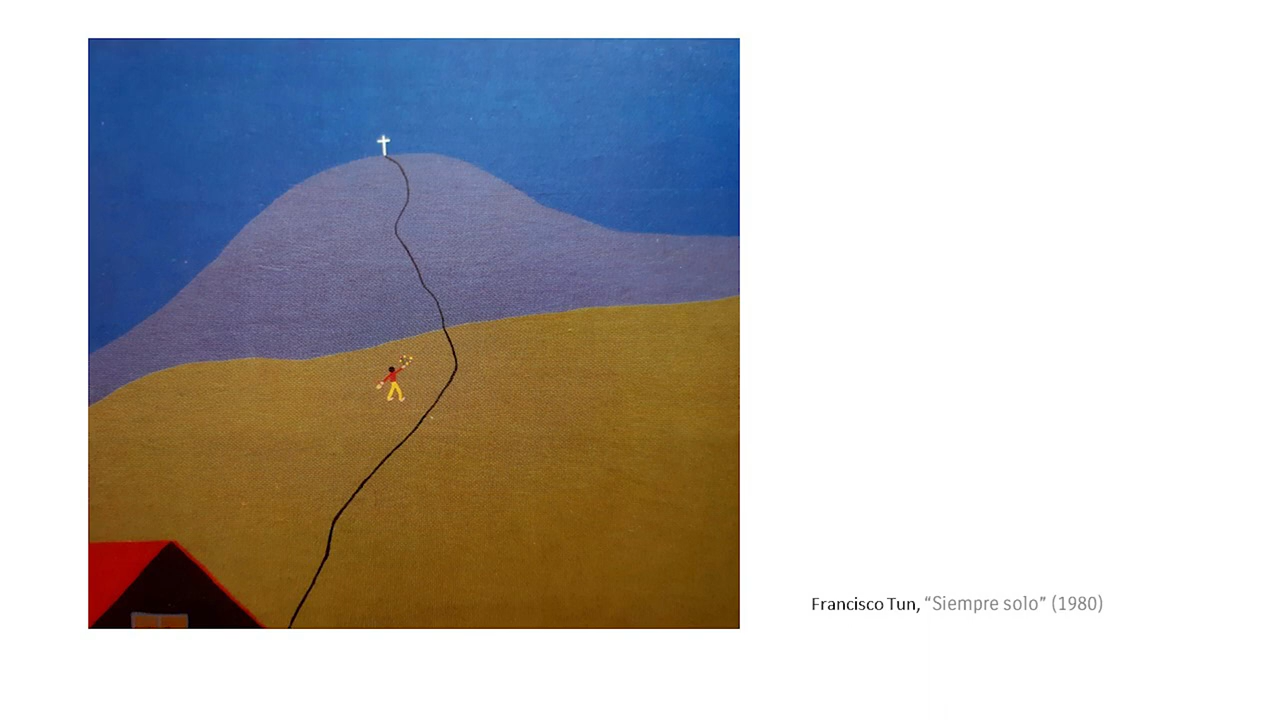 Francisco Tun, “Siempre solo” (1980)